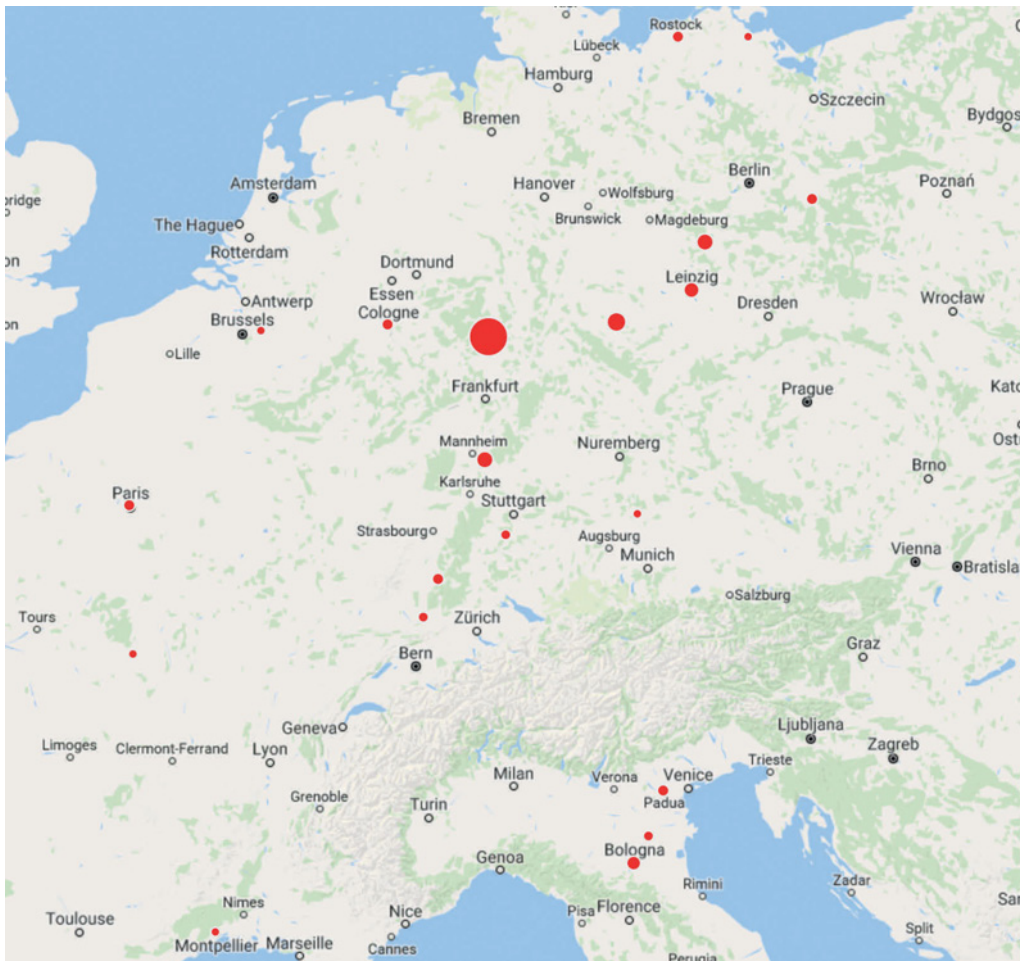 Rostock
Lübeck
Hamburg
Szczecin
Bremen
Bydgos
Berlin
Amsterdam
Hanover
Wolfsburg
Poznań
ridge
The Hague
Brunswick
Magdeburg
Rotterdam
on
Dortmund
Essen
Leipzig
Antwerp
Cologne
Dresden
Wrocław
Brussels
on
Lille
Frankfurt
Prague
Kato
Mannheim
Nuremberg
Ostr
Brno
Karlsruhe
Paris
Stuttgart
Strasbourg
Augsburg
Munich
Vienna
Bratisla
Salzburg
Tours
Zürich
Graz
Bern
Geneva
Ljubljana
Limoges
Clermont-Ferrand
Lyon
Zagreb
Trieste
Milan
Verona
Venice
Grenoble
Turin
Padua
Bologna
Genoa
Rimini
Zadar
Sar
Nimes
Toulouse
Nice
Pisa
Florence
Split
Montpellier
Marseille
Cannes
Perugia